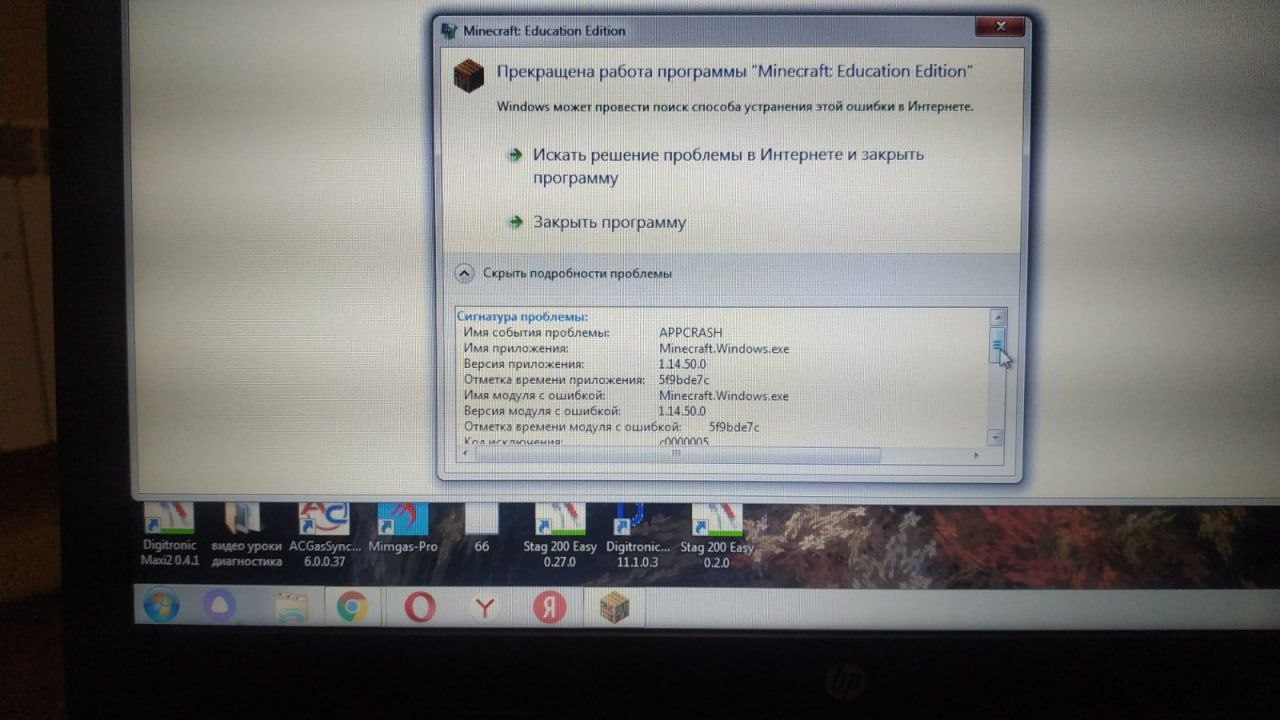 Minecraft: Education Edition
Прекращена работа программы "Minecraft: Education Edition"
Windows может провести поиск способа устранения этой ошибки в Интернете.
Искать решение проблемы в Интернете и закрыть
программу
Закрыть программу
Скрыть подробности проблемы
Сигнатура проблемы:
Имя события проблемы: APPCRASH
Имя приложения: Minecraft.Windows.exe
Версия приложения: 1.14.50.0
Отметка времени приложения: 5f9bde7c
Имя модуля с ошибкой: Minecraft.Windows.exe
Версия модуля с ошибкой: 1.14.50.0
Отметка времени модуля с ошибкой: 5f9bde7c
Код исключения: c0000005
Digitronic
Maxi2 0.4.1
видео уроки
диагностика
ACGasSync...
6.0.0.37
Mimgas-Pro
66
Stag 200 Easy
0.27.0
Digitronic...
11.1.0.3
Stag 200 Easy
0.2.0
Я
hp